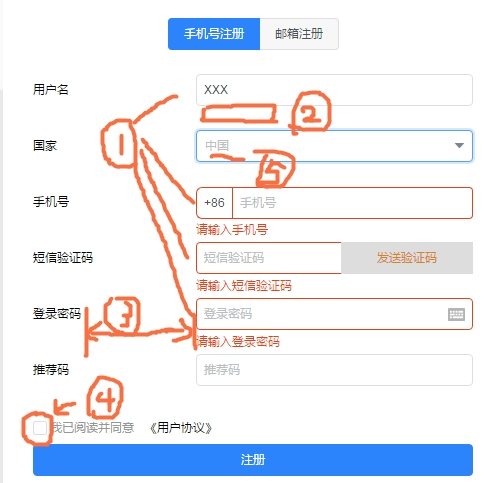 手机号注册 邮箱注册
用户名 XXX
① ②
国家 中国
⑤
手机号 +86 手机号
请输入手机号
短信验证码 短信验证码 发送验证码
请输入短信验证码
③
登录密码 登录密码
请输入登录密码
推荐码 推荐码
④
我已阅读并同意 《用户协议》
注册